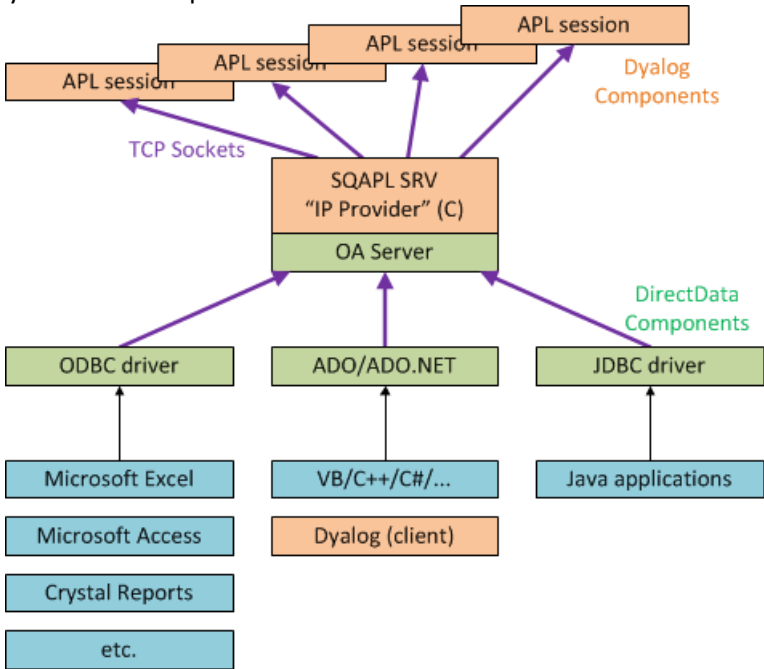 APL session
APL session
APL session
APL session
Dyalog
Components
TCP Sockets
SQAPL SRV
“IP Provider” (C)
OA Server
DirectData
Components
ODBC driver
ADO/ADO.NET
JDBC driver
Microsoft Excel
VB/C++/C#/...
Java applications
Microsoft Access
Dyalog (client)
Crystal Reports
etc.